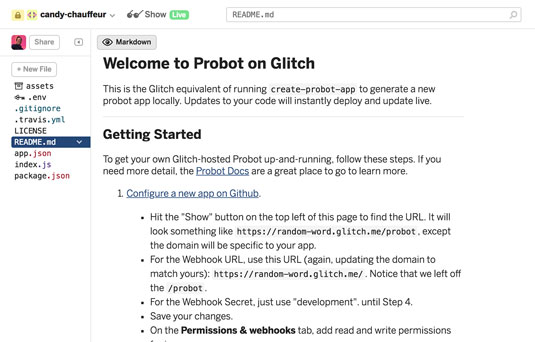 candy-chauffeur
Show Live
README.md
Share
Markdown
+ New File
assets
.env
.gitignore
.travis.yml
LICENSE
README.md
app.json
index.js
package.json
Welcome to Probot on Glitch
This is the Glitch equivalent of running create-probot-app to generate a new
probot app locally. Updates to your code will instantly deploy and update live.
Getting Started
To get your own Glitch-hosted Probot up-and-running, follow these steps. If you
need more detail, the Probot Docs are a great place to go to learn more.
1. Configure a new app on Github.
• Hit the "Show" button on the top left of this page to find the URL. It will
look something like https://random-word.glitch.me/probot, except
the domain will be specific to your app.
• For the Webhook URL, use this URL (again, updating the domain to
match yours): https://random-word.glitch.me/. Notice that we left off
the /probot.
• For the Webhook Secret, just use "development". until Step 4.
• Save your changes.
• On the Permissions & webhooks tab, add read and write permissions